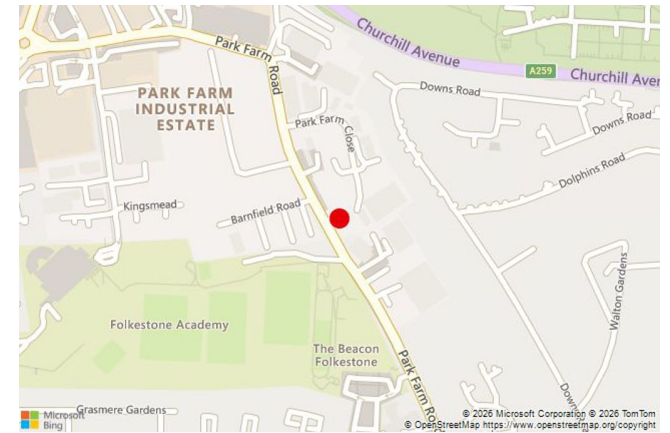 Churchill Avenue
Park Farm Road
A259
Churchill Aven
Downs Road
PARK FARM
INDUSTRIAL
ESTATE
Park Farm Close
Downs Road
Dolphins Road
Kingsmead
Barnfield Road
Walton Gardens
Folkestone Academy
The Beacon
Folkestone
Park Farm Road
Down
Grasmere Gardens
Microsoft
Bing
© 2026 Microsoft Corporation © 2026 TomTom
© OpenStreetMap https://www.openstreetmap.org/copyright